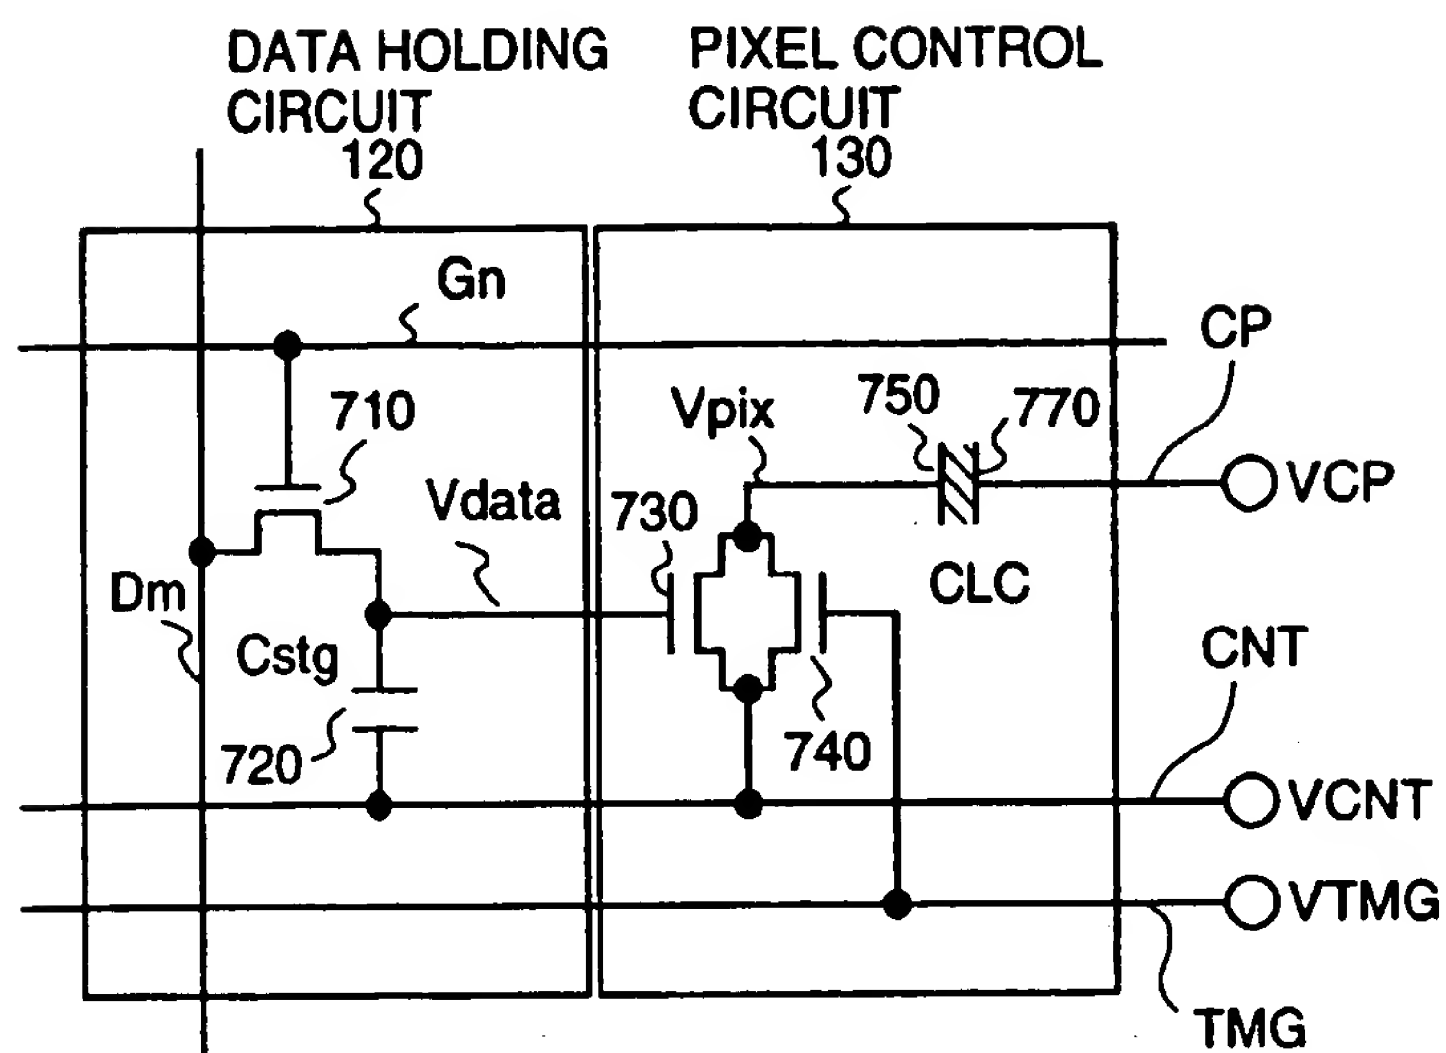 DATA HOLDING
CIRCUIT
120
PIXEL CONTROL
CIRCUIT
130
Gn
CP
710
Vpix
750
770
VCP
Vdata
730
Dm
CLC
Cstg
CNT
720
740
VCNT
VTMG
TMG